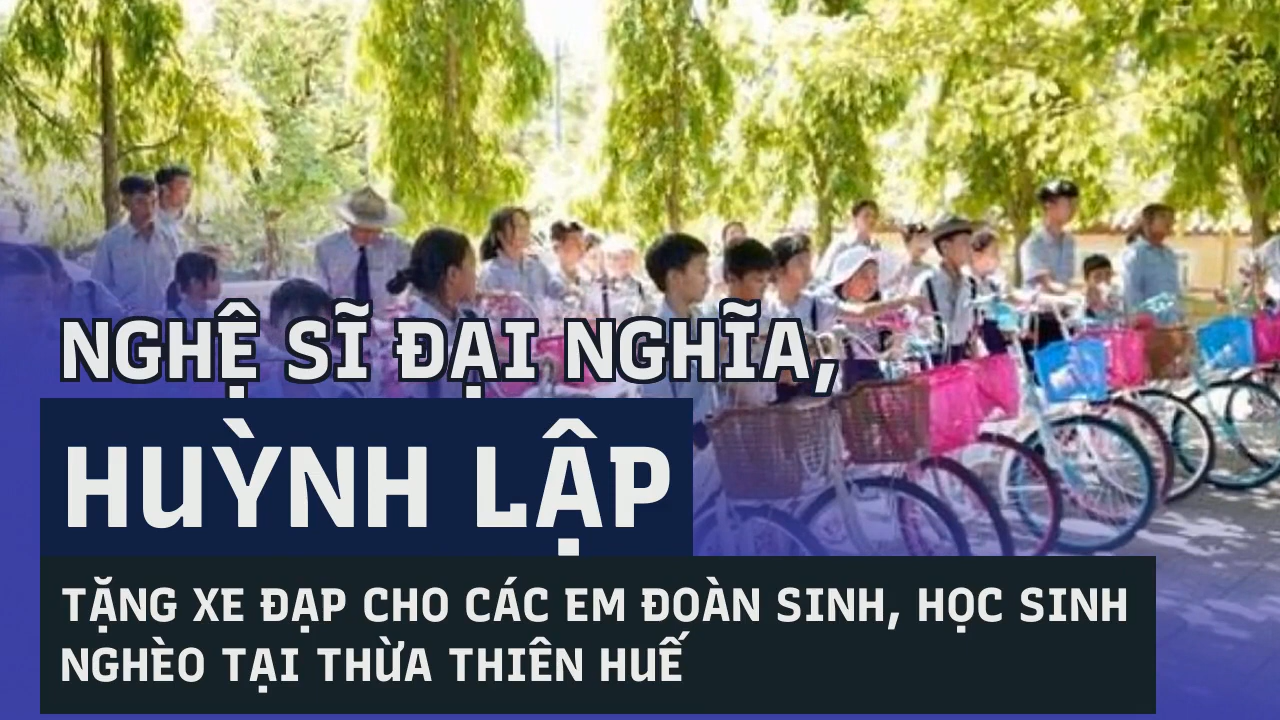 NGHỆ SĨ ĐẠI NGHĨA,
HUỲNH LẬP
TẶNG XE ĐẠP CHO CÁC EM ĐOÀN SINH, HỌC SINH
NGHÈO TẠI THỪA THIÊN HUẾ